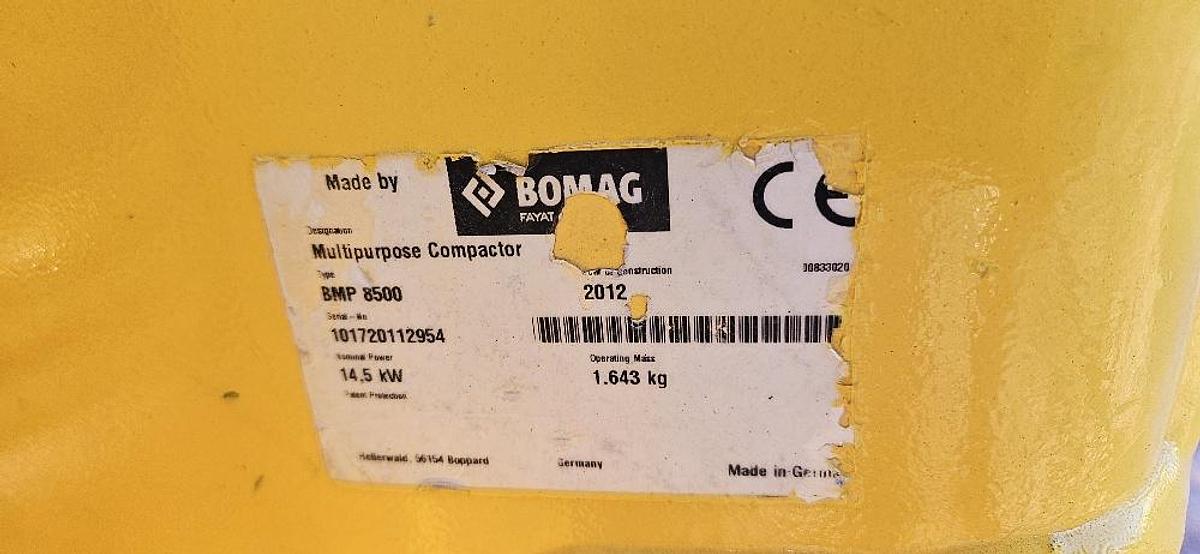 Made by
BOMAG
FAYAT
CE
Designation
Multipurpose Compactor
Type
Construction
00833020
BMP 8500
2012
Serial-No
101720112954
Nominal Power
Operating Mass
14,5 kW
1.643 kg
Patent Protection
Hellerwald, 56154 Boppard
Germany
Made in Germa